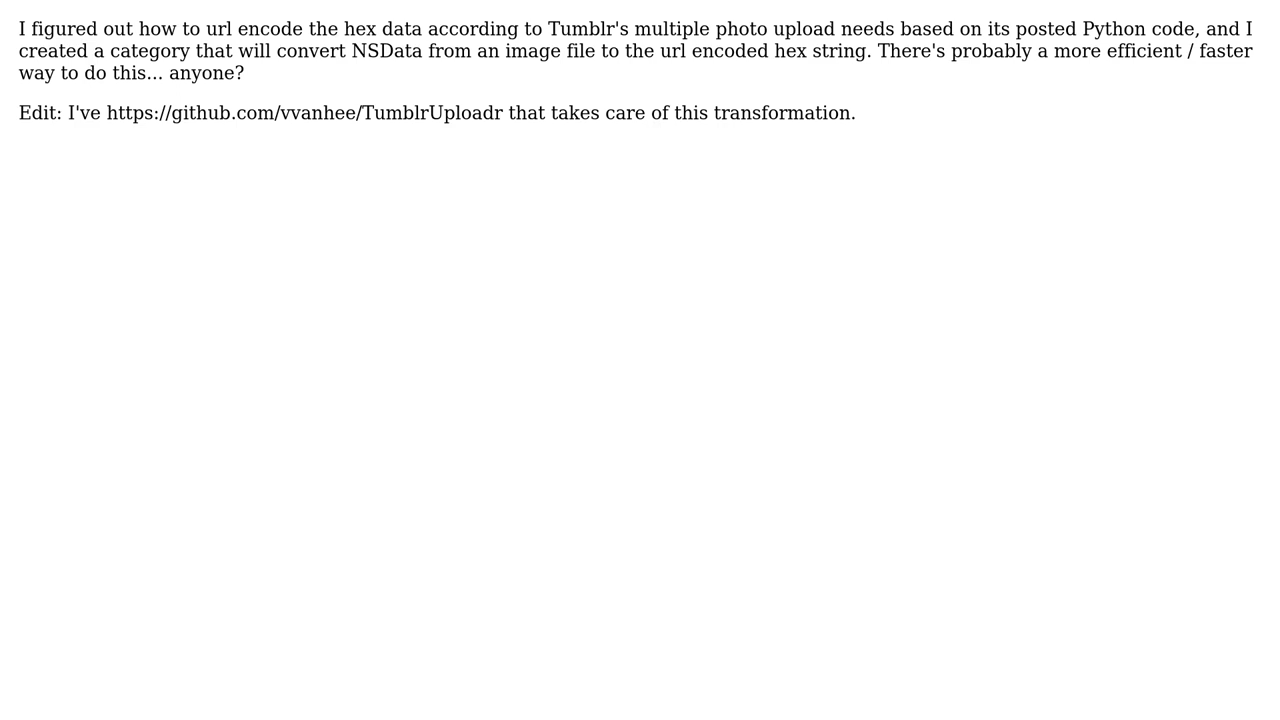 I figured out how to url encode the hex data according to Tumblr's multiple photo upload needs based on its posted Python code, and I
created a category that will convert NSData from an image file to the url encoded hex string. There's probably a more efficient / faster
way to do this... anyone?
Edit: I've https://github.com/vvanhee/TumblrUploadr that takes care of this transformation.